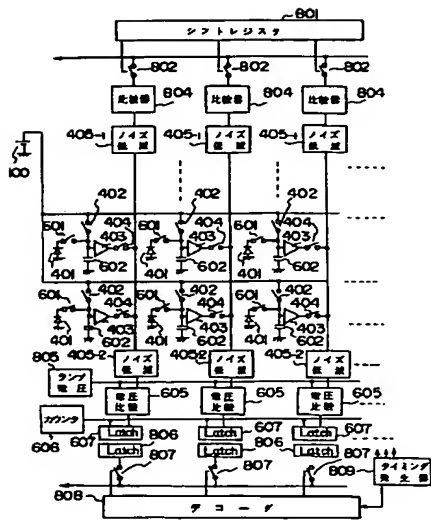 801
シフトレジスタ
802 802 802
比較器 804 比較器 804 比較器 804
405-1 ノイズ低減 405-1 ノイズ低減 405-1 ノイズ低減
100
402 402 402
601 404 601 404 601 404
403 403 403
401 602 401 602 401 602
402 402 402
601 404 601 404 601 404
403 403 403
401 602 401 602 401 602
405-2 405-2 405-2
ノイズ低減 ノイズ低減 ノイズ低減
805 ランプ電圧
電圧比較 605 電圧比較 605 電圧比較 605
カウンタ 606
607 Latch 806 Latch 607 Latch 607
Latch 807 806 Latch 807 Latch 807
809 タイミング発生器
808 デコーダ